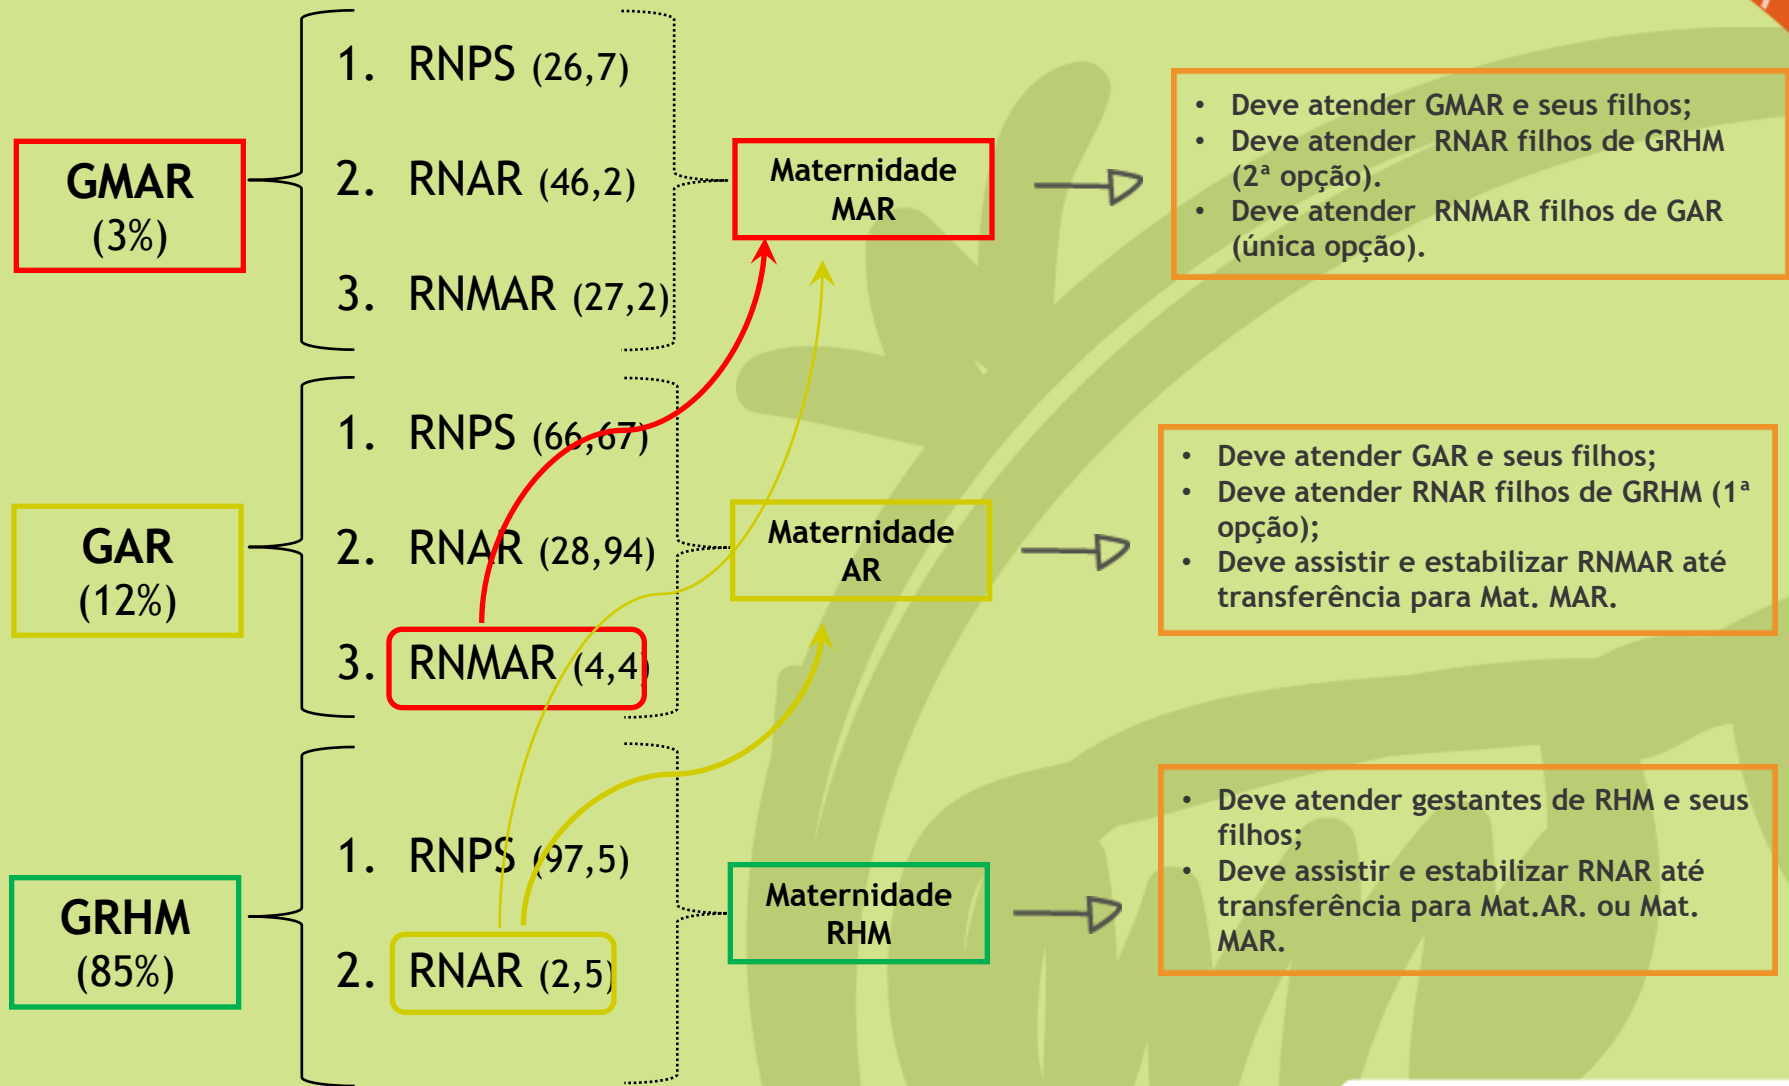 GMAR
(3%)
1. RNPS (26,7)
2. RNAR (46,2)
3. RNMAR (27,2)
Maternidade
MAR
• Deve atender GMAR e seus filhos;
• Deve atender RNAR filhos de GRHM
(2ª opção).
• Deve atender RNMAR filhos de GAR
(única opção).
GAR
(12%)
1. RNPS (66,67)
2. RNAR (28,94)
3. RNMAR (4,4)
Maternidade
AR
• Deve atender GAR e seus filhos;
• Deve atender RNAR filhos de GRHM (1ª
opção);
• Deve assistir e estabilizar RNMAR até
transferência para Mat. MAR.
GRHM
(85%)
1. RNPS (97,5)
2. RNAR (2,5)
Maternidade
RHM
• Deve atender gestantes de RHM e seus
filhos;
• Deve assistir e estabilizar RNAR até
transferência para Mat.AR. ou Mat.
MAR.